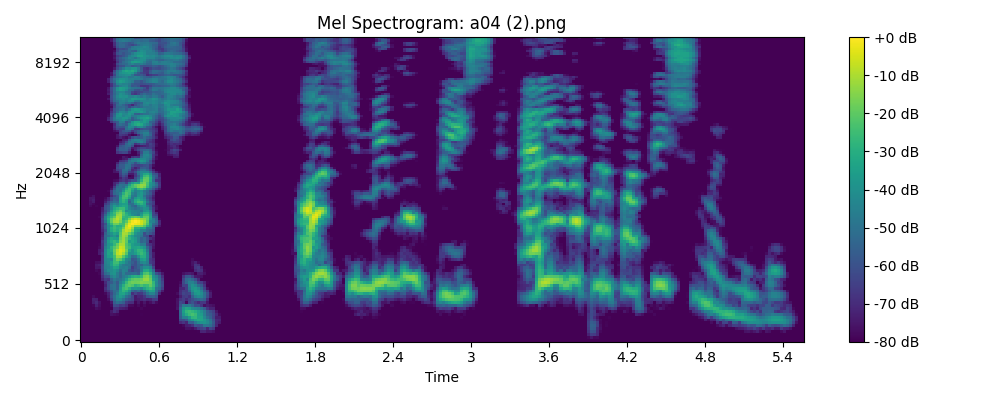 Mel Spectrogram: a04 (2).png
Hz
8192
4096
2048
1024
512
0
0 0.6 1.2 1.8 2.4 3 3.6 4.2 4.8 5.4
Time
+0 dB
-10 dB
-20 dB
-30 dB
-40 dB
-50 dB
-60 dB
-70 dB
-80 dB